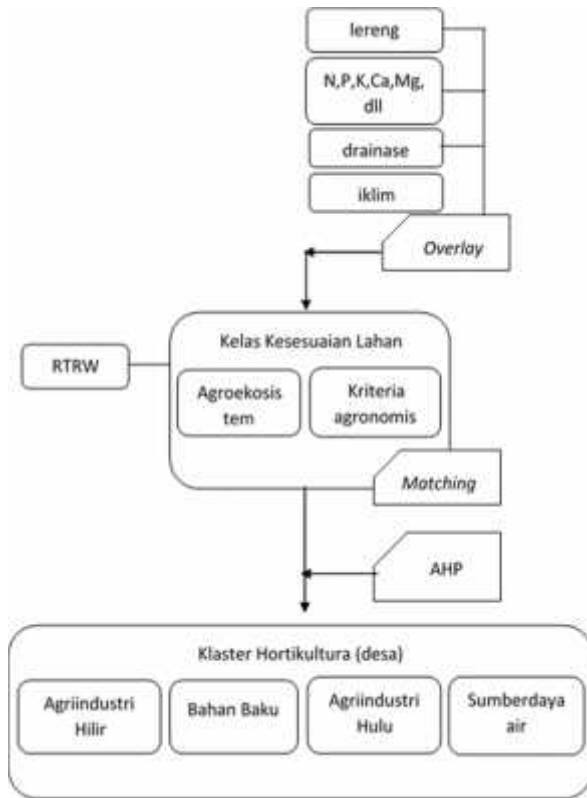 lereng
N,P,K,Ca,Mg,
dll
drainase
iklim
Overlay
Kelas Kesesuaian Lahan
RTRW
Agroekosis
tem
Kriteria
agronomis
Matching
AHP
Klaster Hortikultura (desa)
Agriindustri
Hilir
Bahan Baku
Agriindustri
Hulu
Sumberdaya
air